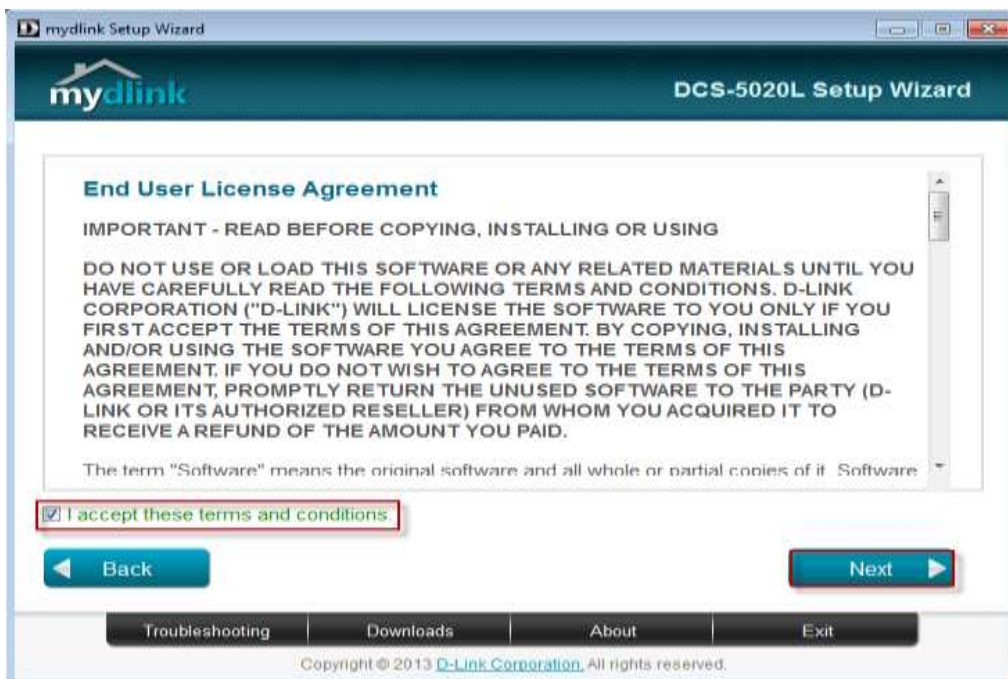 mydlink Setup Wizard
mydlink
DCS-5020L Setup Wizard
End User License Agreement
IMPORTANT - READ BEFORE COPYING, INSTALLING OR USING
DO NOT USE OR LOAD THIS SOFTWARE OR ANY RELATED MATERIALS UNTIL YOU
HAVE CAREFULLY READ THE FOLLOWING TERMS AND CONDITIONS. D-LINK
CORPORATION ("D-LINK") WILL LICENSE THE SOFTWARE TO YOU ONLY IF YOU
FIRST ACCEPT THE TERMS OF THIS AGREEMENT. BY COPYING, INSTALLING
AND/OR USING THE SOFTWARE YOU AGREE TO THE TERMS OF THIS
AGREEMENT. IF YOU DO NOT WISH TO AGREE TO THE TERMS OF THIS
AGREEMENT, PROMPTLY RETURN THE UNUSED SOFTWARE TO THE PARTY (D-
LINK OR ITS AUTHORIZED RESELLER) FROM WHOM YOU ACQUIRED IT TO
RECEIVE A REFUND OF THE AMOUNT YOU PAID.
The term "Software" means the original software and all whole or partial copies of it. Software
I accept these terms and conditions.
Back
Next
Troubleshooting
Downloads
About
Exit
Copyright © 2013 D-Link Corporation. All rights reserved.